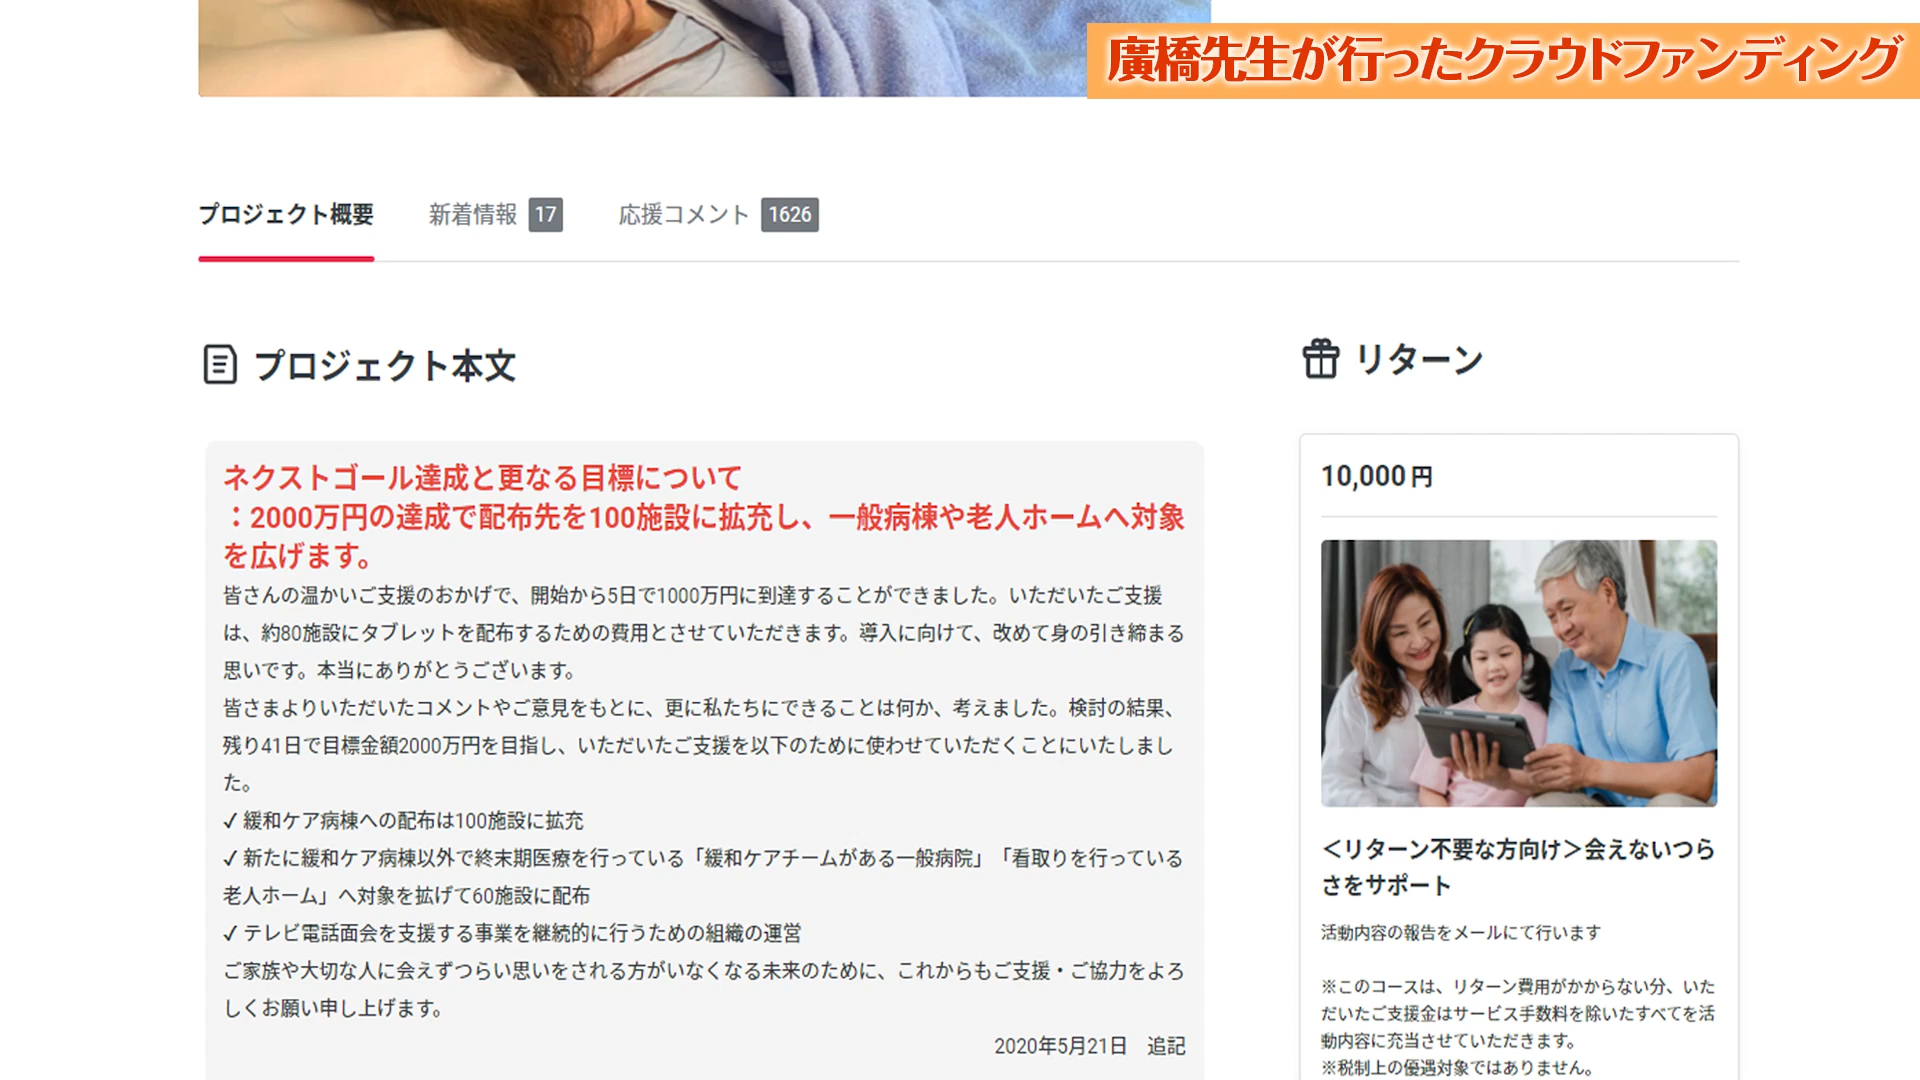 廣橋先生が行ったクラウドファンディング
プロジェクト概要
新着情報 17
応援コメント 1626
プロジェクト本文
ネクストゴール達成と更なる目標について
：2000万円の達成で配布先を100施設に拡充し、一般病棟や老人ホームへ対象
を広げます。
皆さんの温かいご支援のおかげで、開始から5日で1000万円に到達することができました。いただいたご支援
は、約80施設にタブレットを配布するための費用とさせていただきます。導入に向けて、改めて身の引き締まる
思いです。本当にありがとうございます。
皆さまよりいただいたコメントやご意見をもとに、更に私たちにできることは何か、考えました。検討の結果、
残り41日で目標金額2000万円を目指し、いただいたご支援を以下のために使わせていただくことにいたしまし
た。
✓ 緩和ケア病棟への配布は100施設に拡充
✓ 新たに緩和ケア病棟以外で終末期医療を行っている「緩和ケアチームがある一般病院」「看取りを行っている
老人ホーム」へ対象を拡げて60施設に配布
✓ テレビ電話面会を支援する事業を継続的に行うための組織の運営
ご家族や大切な人に会えずつらい思いをされる方がいなくなる未来のために、これからもご支援・ご協力をよろ
しくお願い申し上げます。
2020年5月21日　追記
リターン
10,000円
＜リターン不要な方向け＞会えないつら
さをサポート
活動内容の報告をメールにて行います
※このコースは、リターン費用がかからない分、いた
だいたご支援金はサービス手数料を除いたすべてを活
動内容に充当させていただきます。
※税制上の優遇対象ではありません。